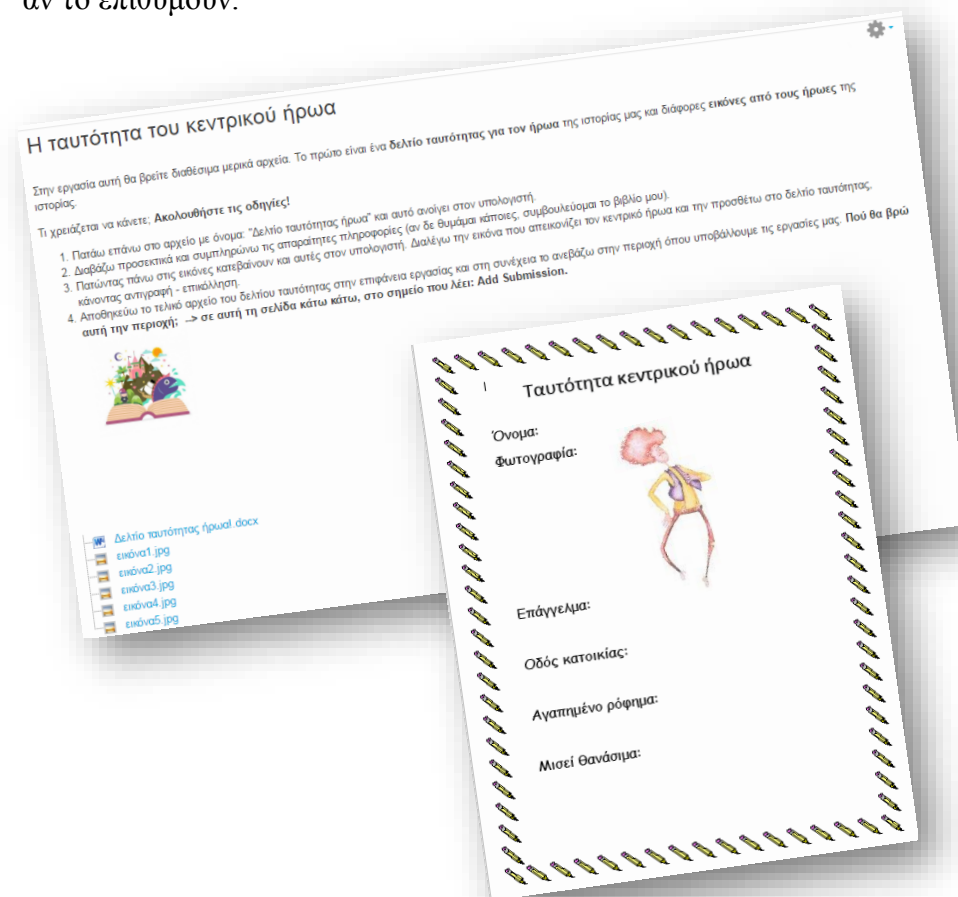 αν το επιθυμούν.
Η ταυτότητα του κεντρικού ήρωα
Στην εργασία αυτή θα βρείτε διαθέσιμα μερικά αρχεία. Το πρώτο είναι ένα δελτίο ταυτότητας για τον ήρωα της ιστορίας μας και διάφορες εικόνες από τους ήρωες της
ιστορίας.
Τι χρειάζεται να κάνετε; Ακολουθήστε τις οδηγίες!
1. Πατάω επάνω στο αρχείο με όνομα: "Δελτίο ταυτότητας ήρωα" και αυτό ανοίγει στον υπολογιστή.
2. Διαβάζω προσεκτικά και συμπληρώνω τις απαραίτητες πληροφορίες (αν δε θυμάμαι κάποιες, συμβουλεύομαι το βιβλίο μου).
3. Πατώντας πάνω στις εικόνες κατεβαίνουν και αυτές στον υπολογιστή. Διαλέγω την εικόνα που απεικονίζει τον κεντρικό ήρωα και την προσθέτω στο δελτίο ταυτότητας,
κάνοντας αντιγραφή - επικόλληση.
4. Αποθηκεύω το τελικό αρχείο του δελτίου ταυτότητας στην επιφάνεια εργασίας και στη συνέχεια το ανεβάζω στην περιοχή όπου υποβάλλουμε τις εργασίες μας. Πού θα βρώ
αυτή την περιοχή; --> σε αυτή τη σελίδα κάτω κάτω, στο σημείο που λέει: Add Submission.
Δελτίο ταυτότητας ήρωα!.docx
εικόνα1.jpg
εικόνα2.jpg
εικόνα3.jpg
εικόνα4.jpg
εικόνα5.jpg
Ταυτότητα κεντρικού ήρωα
Όνομα:
Φωτογραφία:
Επάγγελμα:
Οδός κατοικίας:
Αγαπημένο ρόφημα:
Μισεί θανάσιμα: